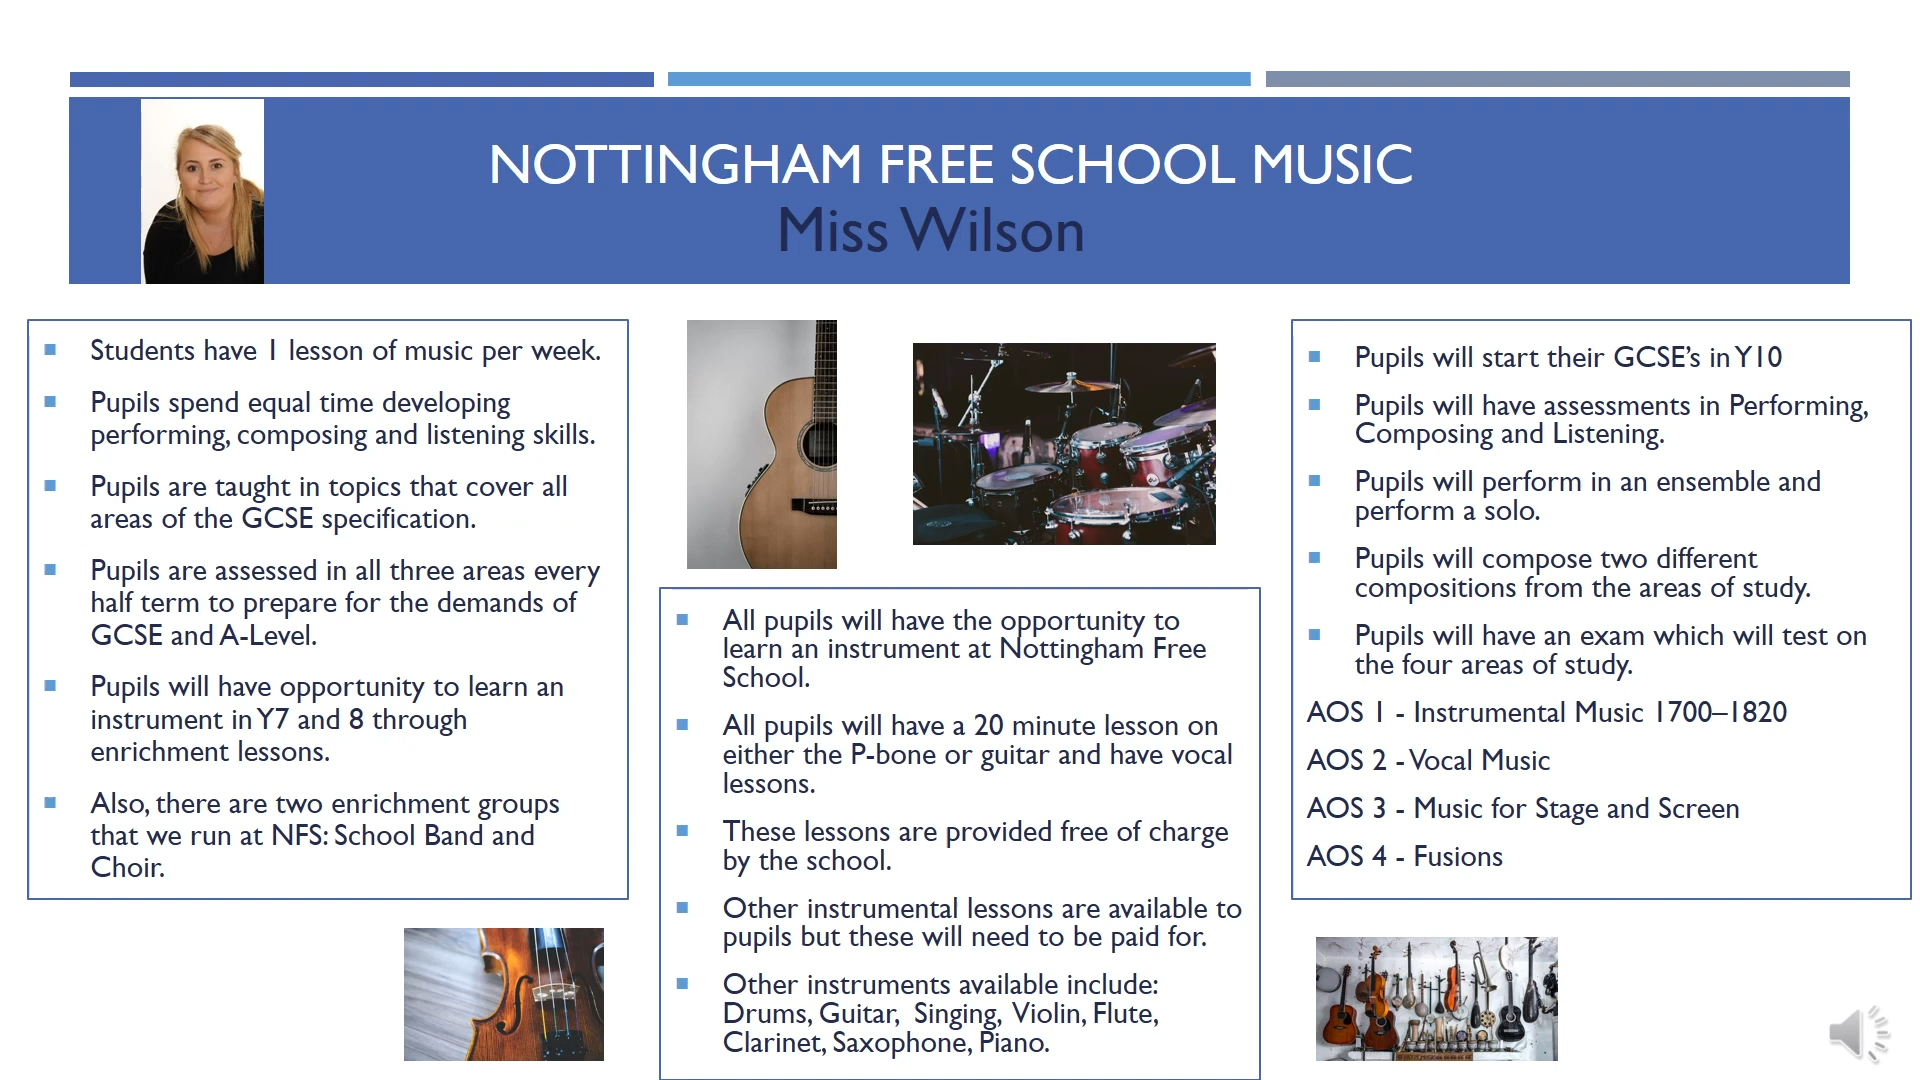 NOTTINGHAM FREE SCHOOL MUSIC
Miss Wilson
Students have 1 lesson of music per week.
Pupils spend equal time developing
performing, composing and listening skills.
Pupils are taught in topics that cover all
areas of the GCSE specification.
Pupils are assessed in all three areas every
half term to prepare for the demands of
GCSE and A-Level.
Pupils will have opportunity to learn an
instrument in Y7 and 8 through
enrichment lessons.
Also, there are two enrichment groups
that we run at NFS: School Band and
Choir.
All pupils will have the opportunity to
learn an instrument at Nottingham Free
School.
All pupils will have a 20 minute lesson on
either the P-bone or guitar and have vocal
lessons.
These lessons are provided free of charge
by the school.
Other instrumental lessons are available to
pupils but these will need to be paid for.
Other instruments available include:
Drums, Guitar, Singing, Violin, Flute,
Clarinet, Saxophone, Piano.
Pupils will start their GCSE’s in Y10
Pupils will have assessments in Performing,
Composing and Listening.
Pupils will perform in an ensemble and
perform a solo.
Pupils will compose two different
compositions from the areas of study.
Pupils will have an exam which will test on
the four areas of study.
AOS 1 - Instrumental Music 1700–1820
AOS 2 - Vocal Music
AOS 3 - Music for Stage and Screen
AOS 4 - Fusions